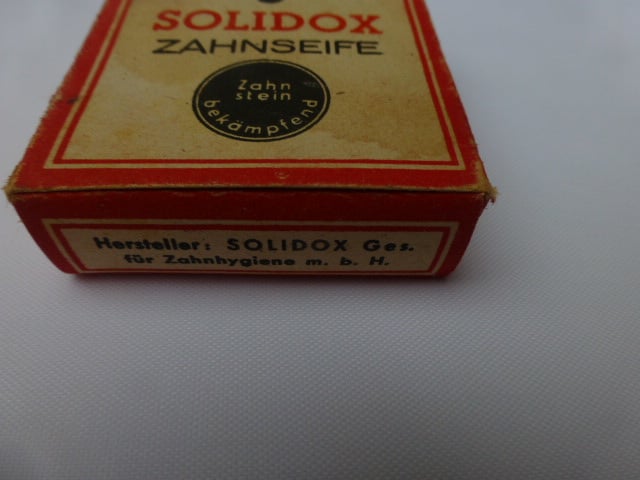 SOLIDOX
ZAHNSEIFE
Zahn
stein
bekämpfend
Hersteller: SOLIDOX Ges.
für Zahnhygiene m. b. H.